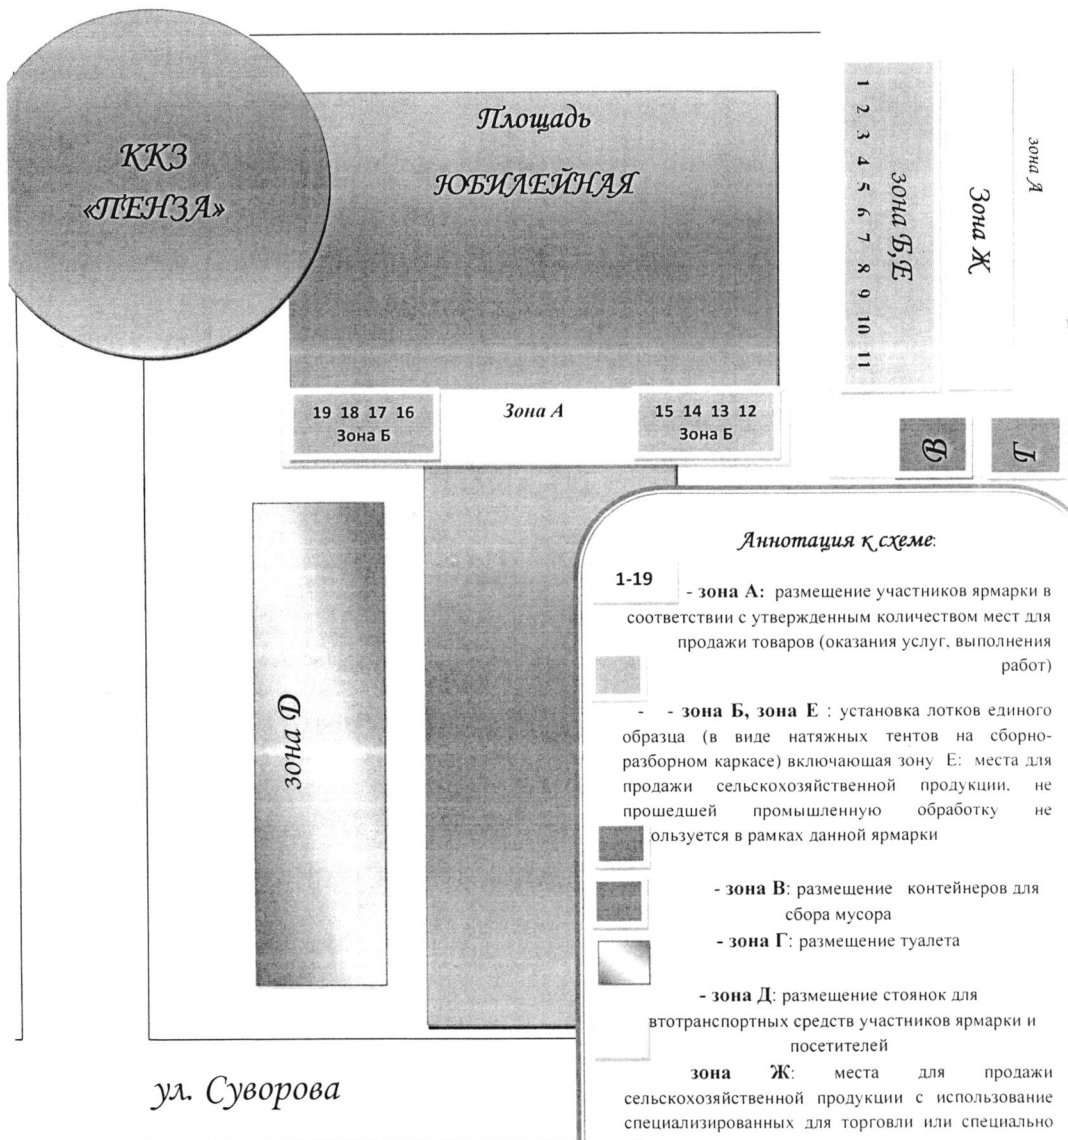 ККЗ
«ПЕНЗА»
Площадь
ЮБИЛЕЙНАЯ
1 2 3 4 5 6 7 8 9 10 11
зона Б,Е
Зона Ж
зона А
19 18 17 16
Зона Б
Зона А
15 14 13 12
Зона Б
В
Г
зона D
ул. Суворова
Аннотация к схеме:
1-19
- зона А: размещение участников ярмарки в
соответствии с утвержденным количеством мест для
продажи товаров (оказания услуг, выполнения
работ)
- - зона Б, зона Е : установка лотков единого
образца (в виде натяжных тентов на сборно-
разборном каркасе) включающая зону Е: места для
продажи сельскохозяйственной продукции, не
прошедшей промышленную обработку не
ользуется в рамках данной ярмарки
- зона В: размещение контейнеров для
сбора мусора
- зона Г: размещение туалета
- зона Д: размещение стоянок для
втотранспортных средств участников ярмарки и
посетителей
зона Ж: места для продажи
сельскохозяйственной продукции с использование
специализированных для торговли или специально